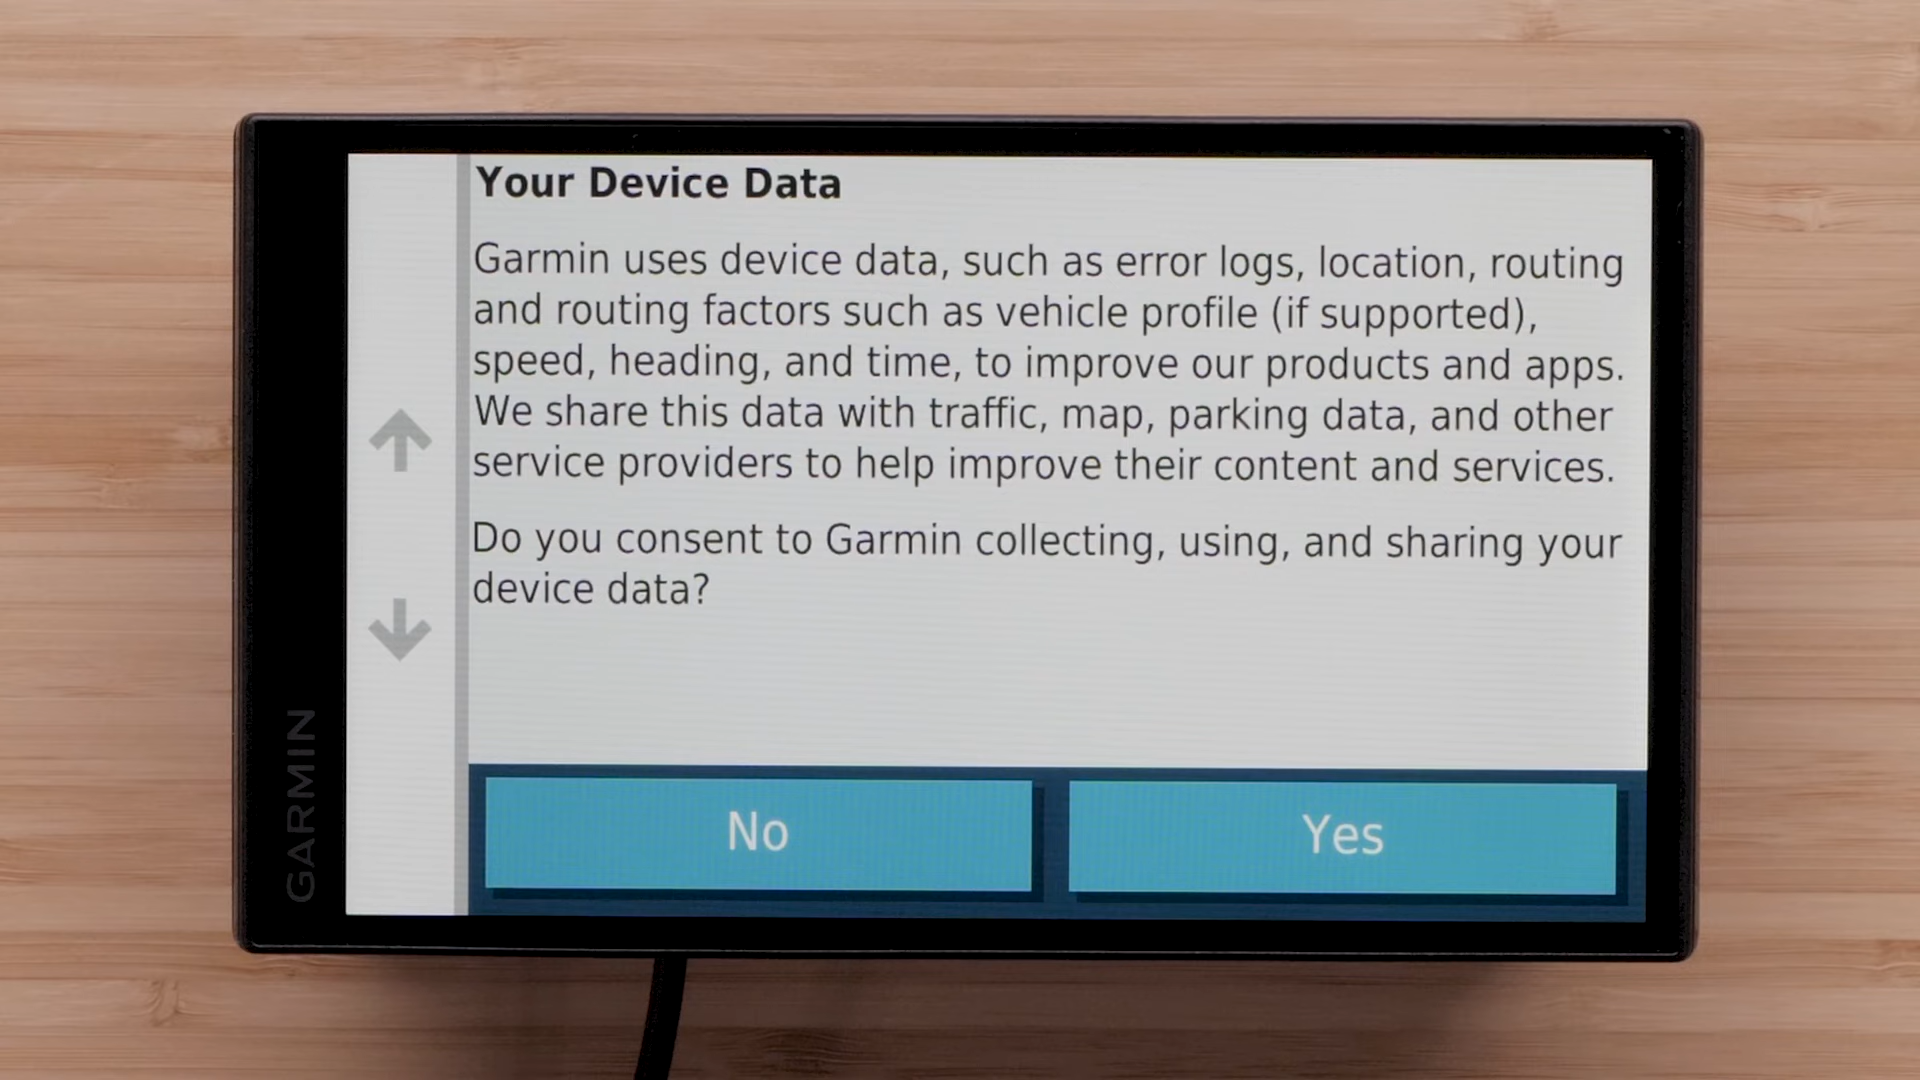 Your Device Data
Garmin uses device data, such as error logs, location, routing
and routing factors such as vehicle profile (if supported),
speed, heading, and time, to improve our products and apps.
We share this data with traffic, map, parking data, and other
service providers to help improve their content and services.
Do you consent to Garmin collecting, using, and sharing your
device data?
No
Yes
GARMIN